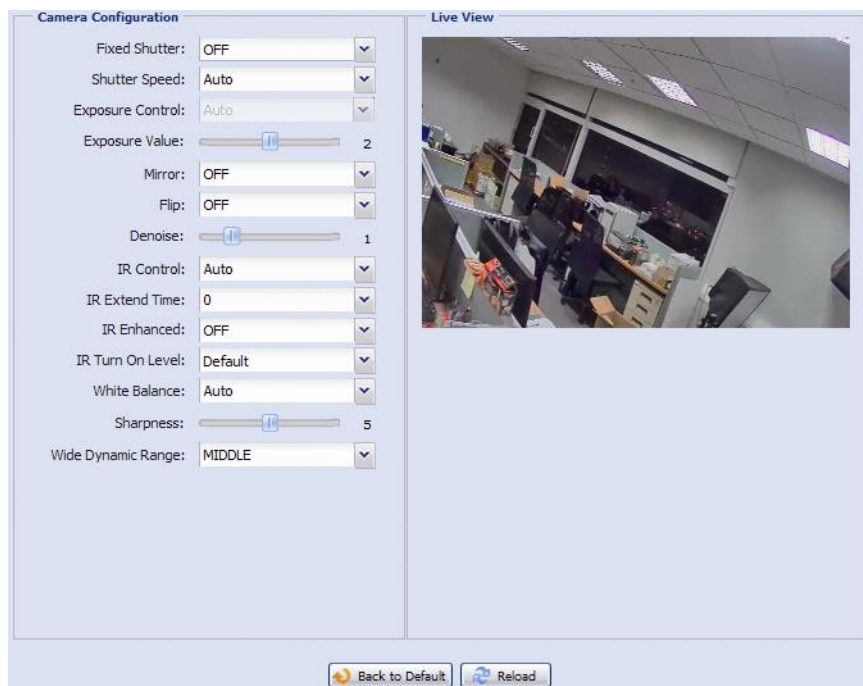 Camera Configuration
Fixed Shutter: OFF
Shutter Speed: Auto
Exposure Control: Auto
Exposure Value: 2
Mirror: OFF
Flip: OFF
Denoise: 1
IR Control: Auto
IR Extend Time: 0
IR Enhanced: OFF
IR Turn On Level: Default
White Balance: Auto
Sharpness: 5
Wide Dynamic Range: MIDDLE
Live View
Back to Default
Reload